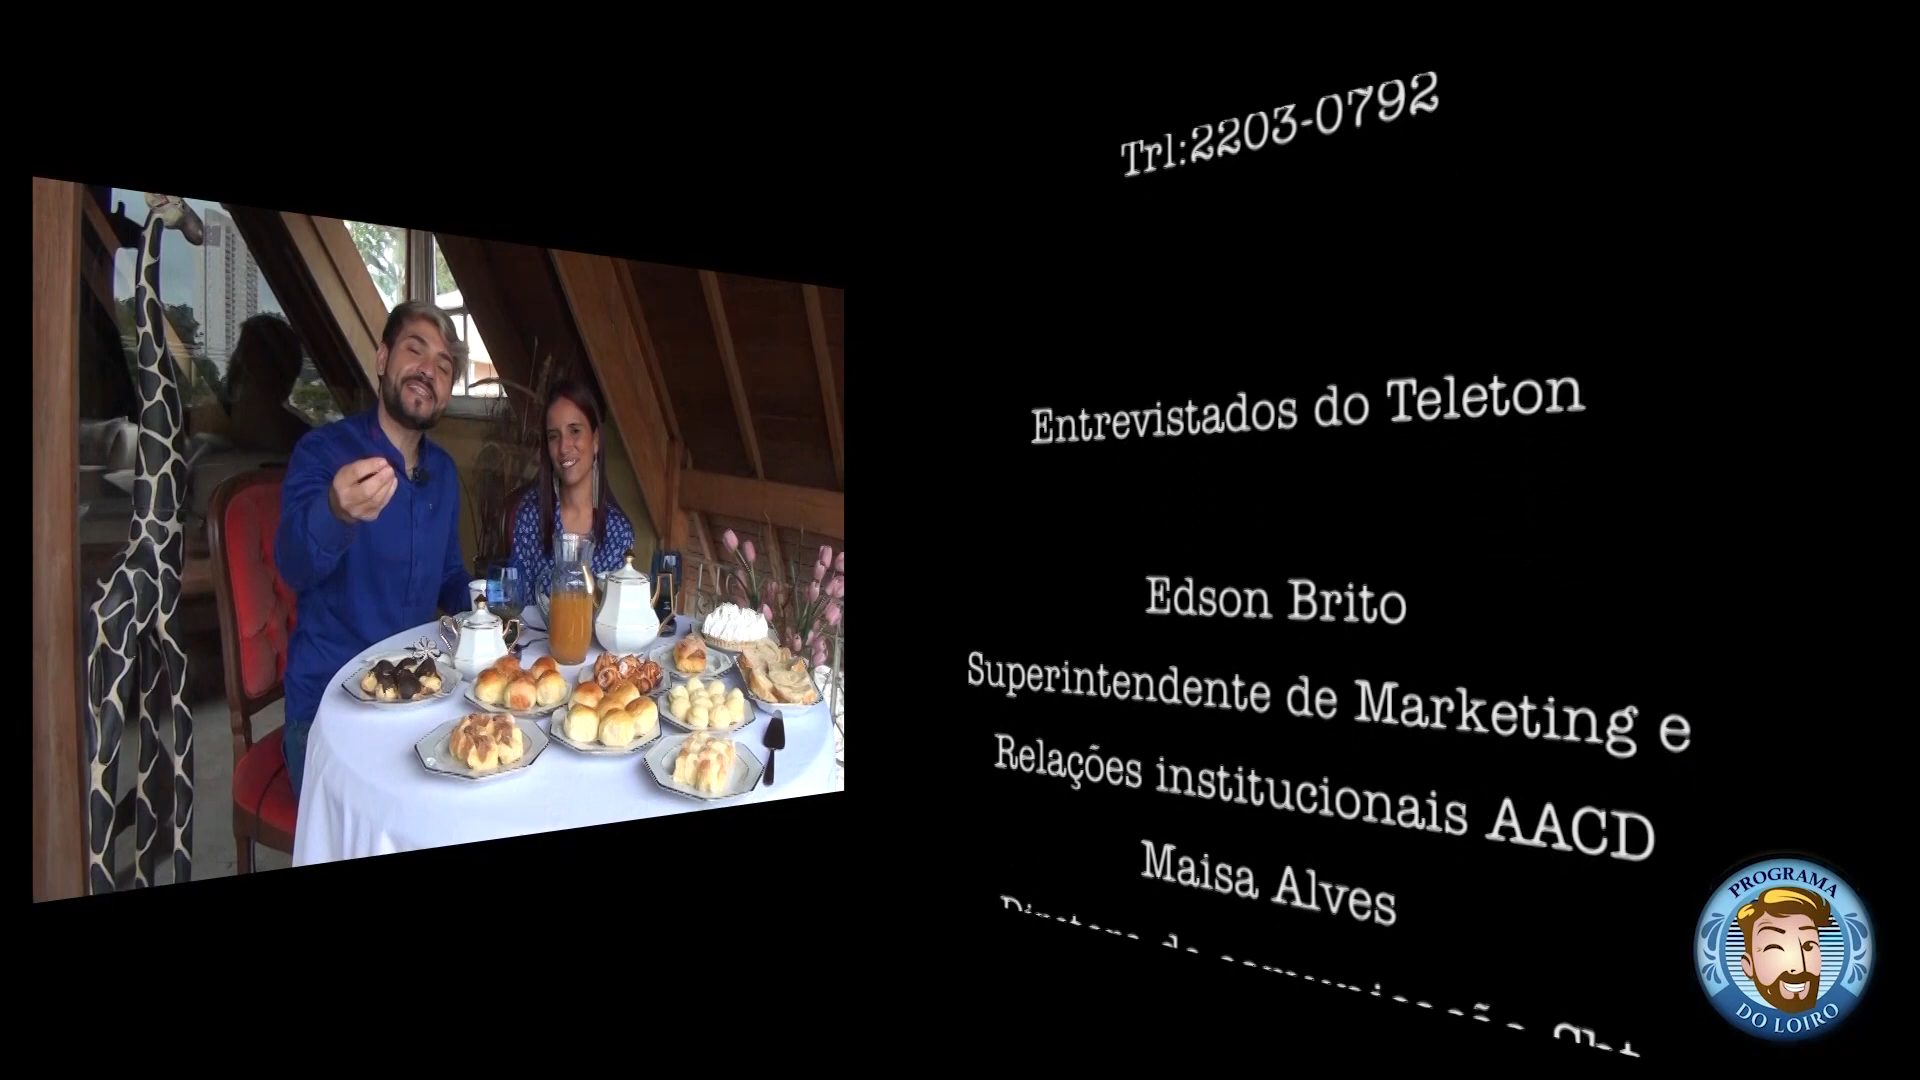 Trl:2203-0792
Entrevistados do Teleton
Edson Brito
Superintendente de Marketing e
Relações institucionais AACD
Maisa Alves
PROGRAMA
DO LOIRO